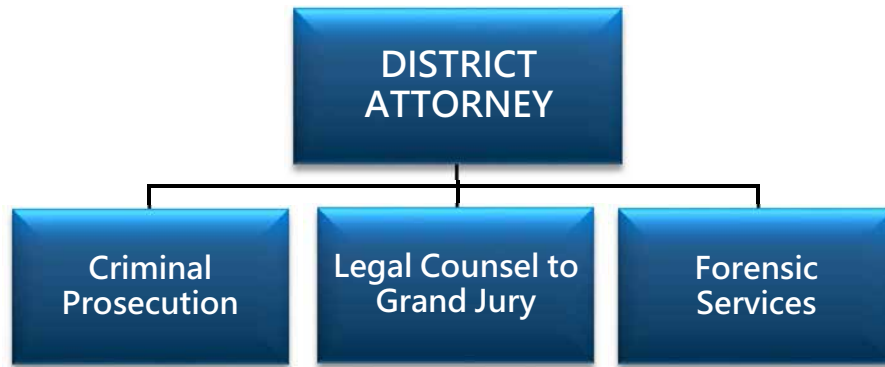 DISTRICT
ATTORNEY
Criminal
Prosecution
Legal Counsel to
Grand Jury
Forensic
Services